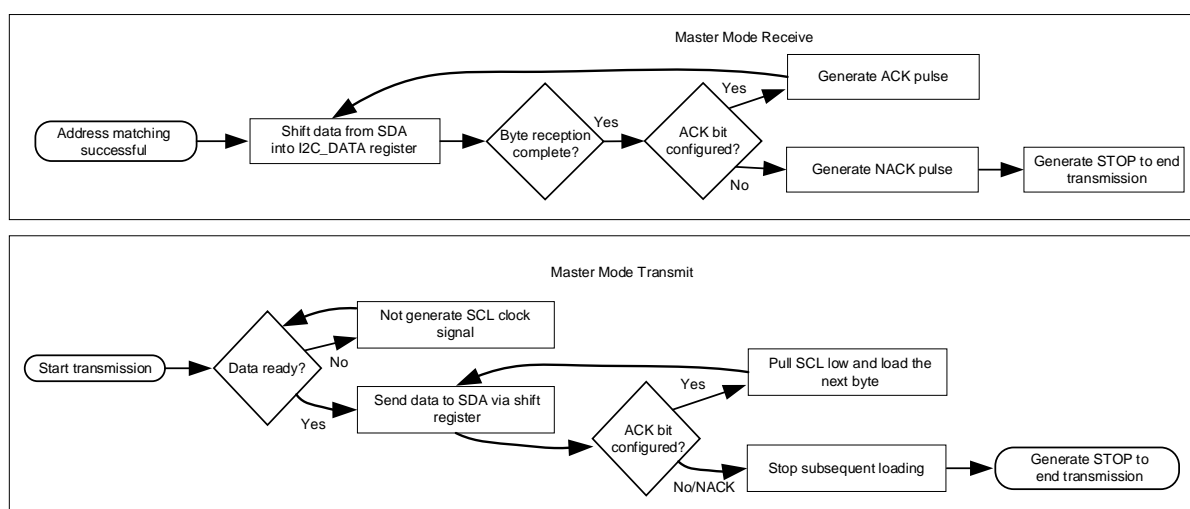 Master Mode Receive
Address matching
successful
Shift data from SDA
into I2C_DATA register
Byte reception
complete?
Yes
ACK bit
configured?
Yes
Generate ACK pulse
No
Generate NACK pulse
Generate STOP to end
transmission
Master Mode Transmit
Start transmission
Data ready?
No
Not generate SCL clock
signal
Yes
Send data to SDA via shift
register
ACK bit
configured?
Yes
Pull SCL low and load the
next byte
No/NACK
Stop subsequent loading
Generate STOP to
end transmission